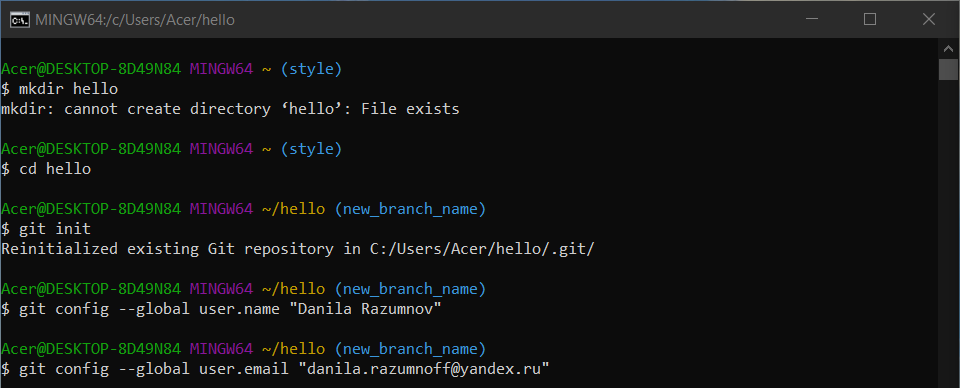 MINGW64:/c/Users/Acer/hello
Acer@DESKTOP-8D49N84 MINGW64 ~ (style)
$ mkdir hello
mkdir: cannot create directory ‘hello’: File exists
Acer@DESKTOP-8D49N84 MINGW64 ~ (style)
$ cd hello
Acer@DESKTOP-8D49N84 MINGW64 ~/hello (new_branch_name)
$ git init
Reinitialized existing Git repository in C:/Users/Acer/hello/.git/
Acer@DESKTOP-8D49N84 MINGW64 ~/hello (new_branch_name)
$ git config --global user.name "Danila Razumnov"
Acer@DESKTOP-8D49N84 MINGW64 ~/hello (new_branch_name)
$ git config --global user.email "danila.razumnoff@yandex.ru"